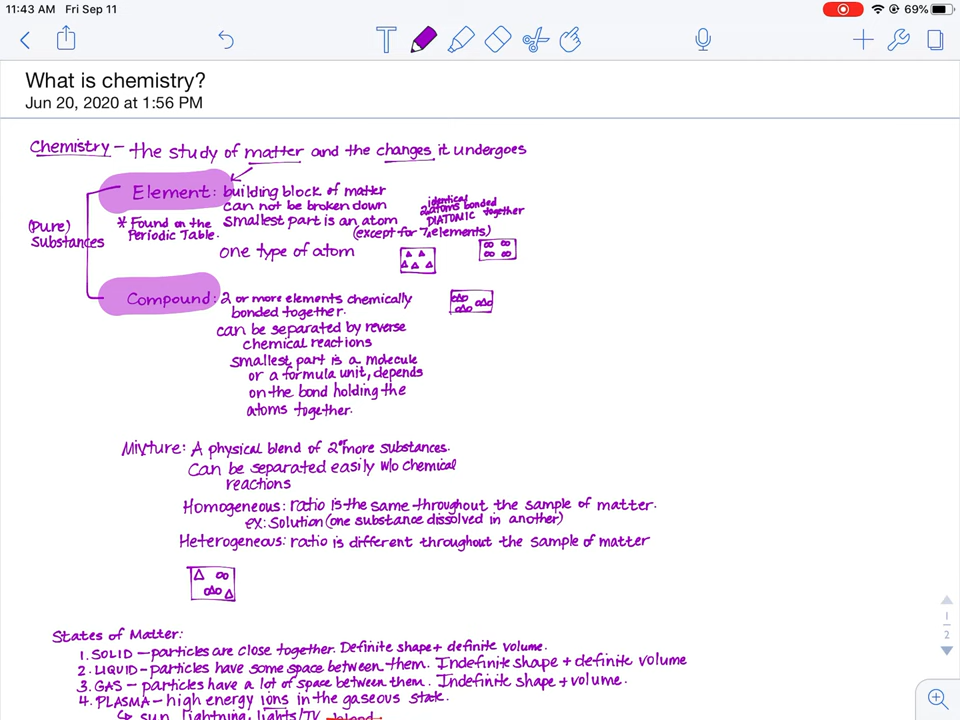 11:43 AM Fri Sep 11
69%
T
What is chemistry?
Jun 20, 2020 at 1:56 PM
Chemistry - the study of matter and the changes it undergoes
Element: building block of matter
can not be broken down
smallest part is an atom
(except for 7 elements)
identical
2 atoms bonded
DIATONIC together
* Found on the
Periodic Table.
(Pure)
Substances
one type of atom
Compound: 2 or more elements chemically
bonded together.
can be separated by reverse
chemical reactions
smallest part is a molecule
or a formula unit, depends
on the bond holding the
atoms together.
Mixture: A physical blend of 2 or more substances.
Can be separated easily w/o chemical
reactions
Homogeneous: ratio is the same throughout the sample of matter.
ex: Solution (one substance dissolved in another)
Heterogeneous: ratio is different throughout the sample of matter
States of Matter:
1. SOLID - particles are close together. Definite shape + definite volume.
2. LIQUID - particles have some space between them. Indefinite shape + definite volume
3. GAS - particles have a lot of space between them. Indefinite shape + volume.
4. PLASMA - high energy ions in the gaseous state.
↳ sun, lightning, lights/TV
1
2